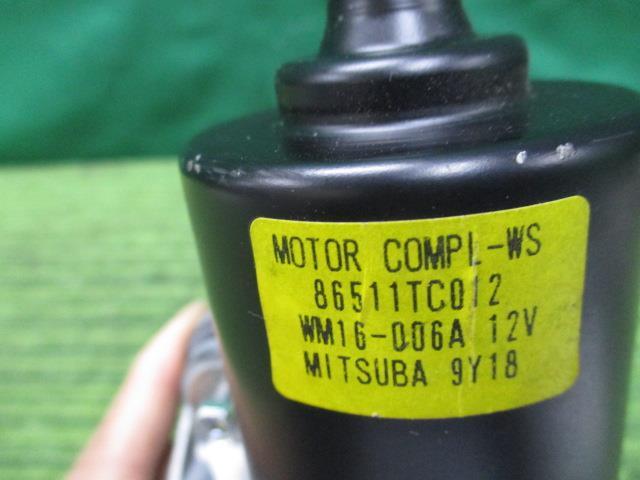 MOTOR COMPL-WS
86511TC012
WM16-006A 12V
MITSUBA 9Y18